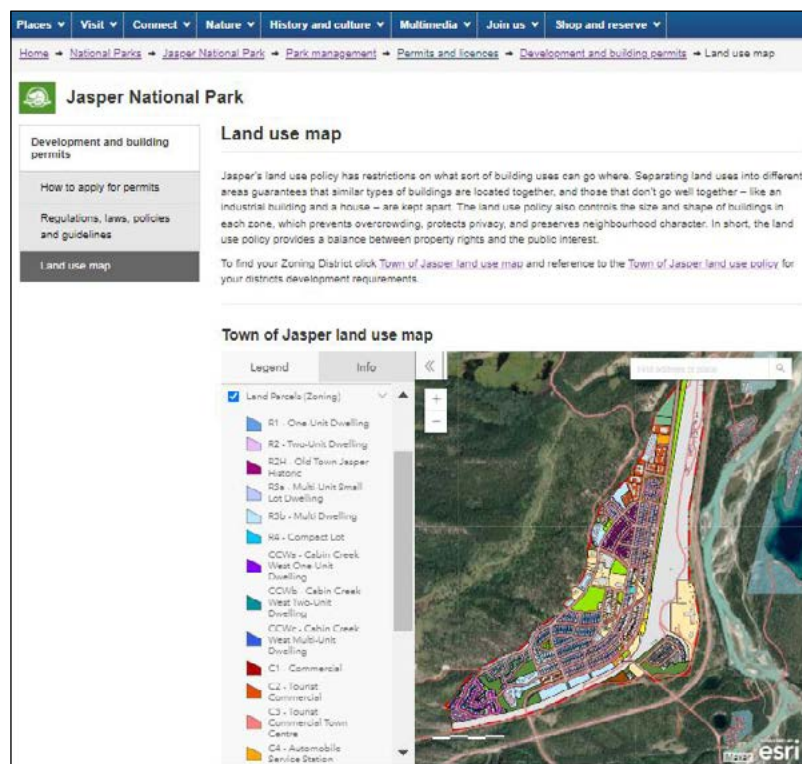 Places Visit Connect Nature History and culture Multimedia Join us Shop and reserve
Home → National Parks → Jasper National Park → Park management → Permits and licences → Development and building permits → Land use map
Jasper National Park
Development and building
permits
How to apply for permits
Regulations, laws, policies
and guidelines
Land use map
Land use map
Jasper's land use policy has restrictions on what sort of building uses can go where. Separating land uses into different
areas guarantees that similar types of buildings are located together, and those that don't go well together – like an
industrial building and a house – are kept apart. The land use policy also controls the size and shape of buildings in
each zone, which prevents overcrowding, protects privacy, and preserves neighbourhood character. In short, the land
use policy provides a balance between property rights and the public interest.
To find your Zoning District click Town of Jasper land use map and reference to the Town of Jasper land use policy for
your districts development requirements.
Town of Jasper land use map
Legend Info
Land Parcels (Zoning)
R1 - One Unit Dwelling
R2 - Two-Unit Dwelling
R2H - Old Town Jasper
Historic
R3a - Multi Unit Small
Lot Dwelling
R3b - Multi Dwelling
R4 - Compact Lot
CCWa - Cabin Creek
West One Unit
Dwelling
CCWb - Cabin Creek
West Two-Unit
Dwelling
CCWc - Cabin Creek
West Multi-Unit
Dwelling
C1 - Commercial
C2 - Tourist
Commercial
C3 - Tourist
Commercial Town
Centre
C4 - Automobile
Service Station
Find address or place
Maxar esri